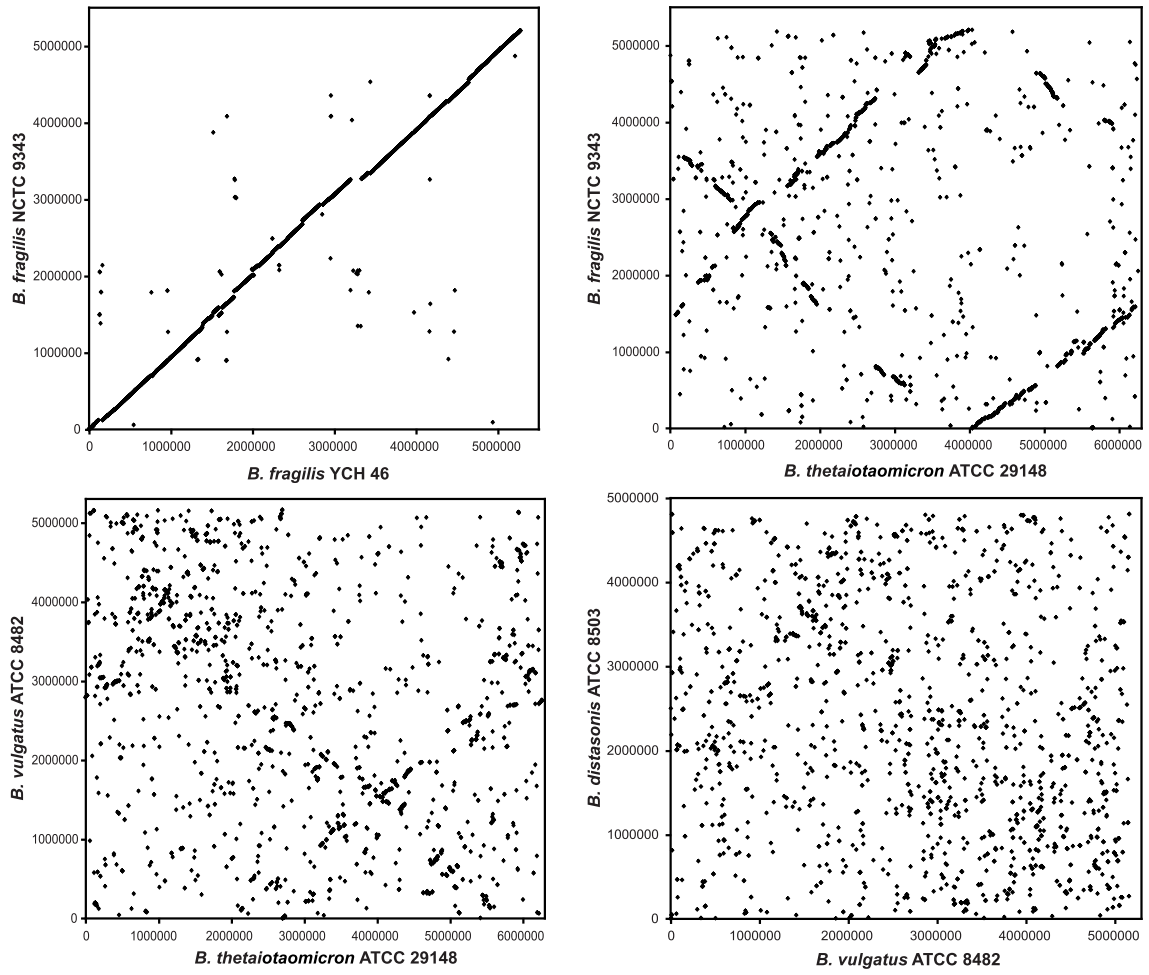 5000000
4000000
3000000
2000000
1000000
0
B. fragilis NCTC 9343
0 1000000 2000000 3000000 4000000 5000000
B. fragilis YCH 46
5000000
4000000
3000000
2000000
1000000
0
B. fragilis NCTC 9343
0 1000000 2000000 3000000 4000000 5000000 6000000
B. thetaiotaomicron ATCC 29148
5000000
4000000
3000000
2000000
1000000
0
B. vulgatus ATCC 8482
0 1000000 2000000 3000000 4000000 5000000 6000000
B. thetaiotaomicron ATCC 29148
5000000
4000000
3000000
2000000
1000000
0
B. distasonis ATCC 8503
0 1000000 2000000 3000000 4000000 5000000
B. vulgatus ATCC 8482